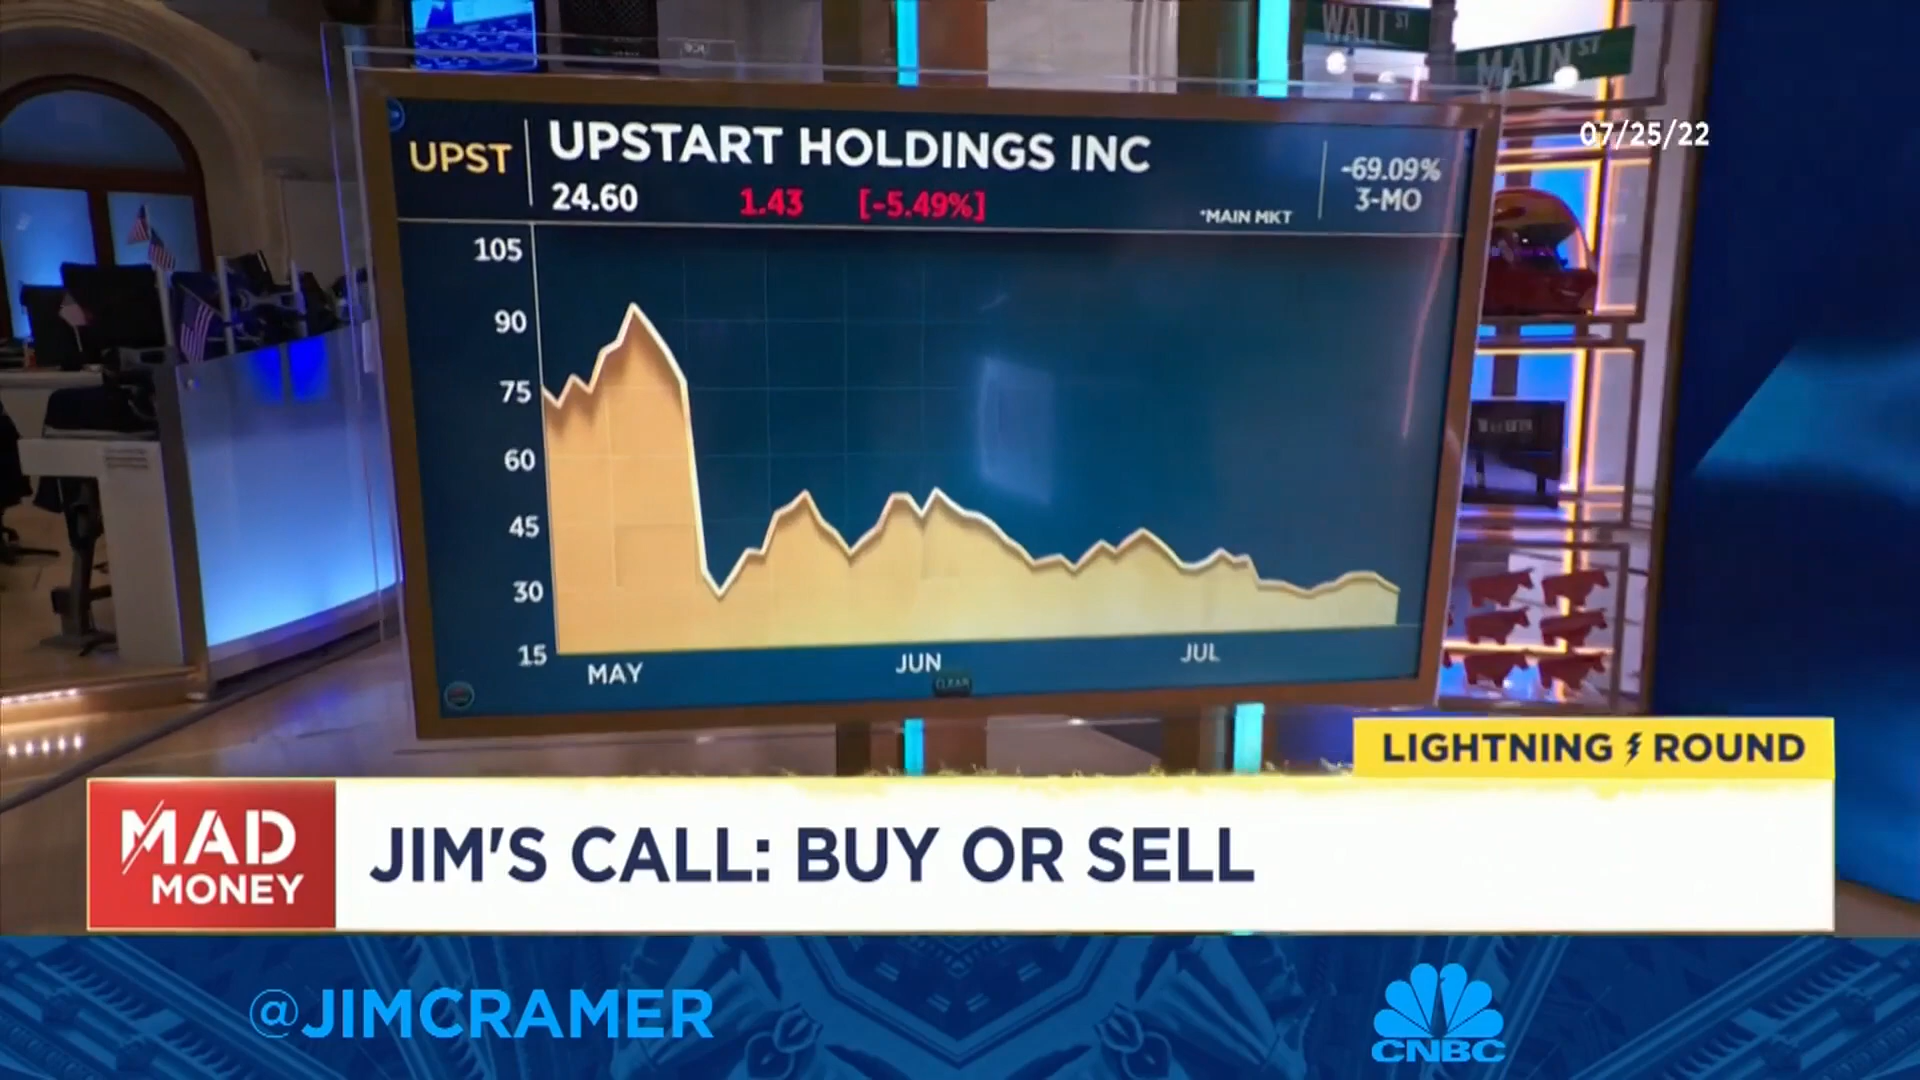 WALL ST
MAIN ST
07/25/22
UPST
UPSTART HOLDINGS INC
24.60 1.43 [-5.49%]
*MAIN MKT
-69.09%
3-MO
105
90
75
60
45
30
15
MAY JUN JUL
CLEAR
LIGHTNING ROUND
MAD
MONEY
JIM'S CALL: BUY OR SELL
@JIMCRAMER
CNBC